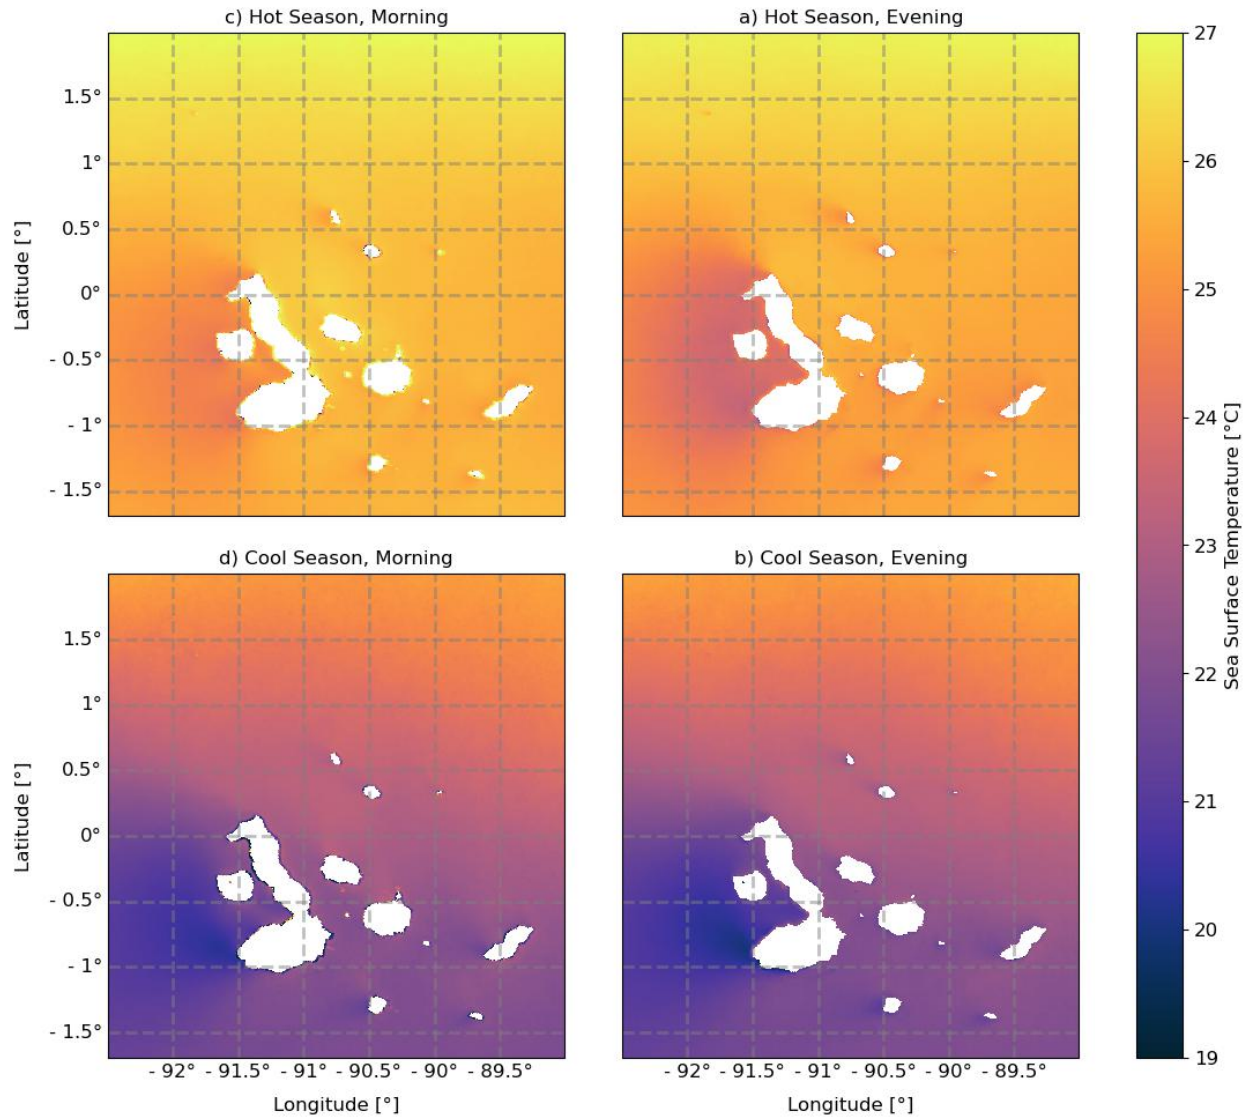 c) Hot Season, Morning
a) Hot Season, Evening
27
1.5°
1°
26
0.5°
0°
25
- 0.5°
- 1°
24
- 1.5°
Latitude [°]
d) Cool Season, Morning
b) Cool Season, Evening
23
Sea Surface Temperature [°C]
1.5°
1°
22
0.5°
0°
21
- 0.5°
- 1°
20
- 1.5°
19
Latitude [°]
- 92° - 91.5° - 91° - 90.5° - 90° - 89.5°
- 92° - 91.5° - 91° - 90.5° - 90° - 89.5°
Longitude [°]
Longitude [°]